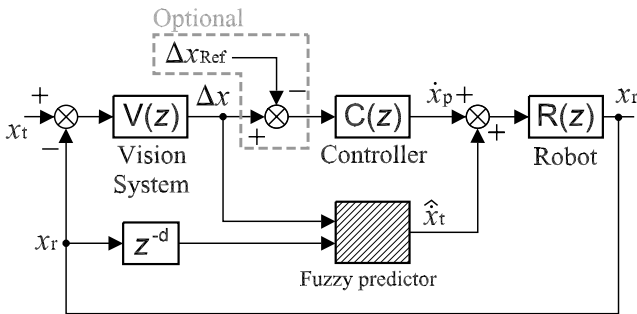 Optional
Δx_Ref
−
+
x_t
−
V(z)
Δx
+
C(z)
ẋ_p
+
+
R(z)
x_r
Vision
System
Controller
Robot
x_r
z^-d
x̂̇_t
Fuzzy predictor